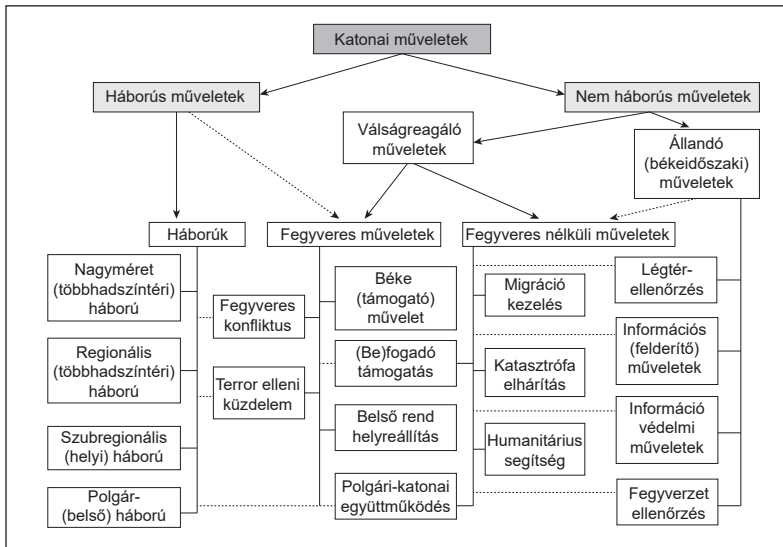 Katonai műveletek
Háborús műveletek
Nem háborús műveletek
Válságreagáló
műveletek
Állandó
(békeidőszaki)
műveletek
Háborúk
Fegyveres műveletek
Fegyveres nélküli műveletek
Nagyméret
(többhadszíntéri)
háború
Regionális
(többhadszíntéri)
háború
Szubregionális
(helyi) háború
Polgár-
(belső) háború
Fegyveres
konfliktus
Terror elleni
küzdelem
Béke
(támogató)
művelet
(Be)fogadó
támogatás
Belső rend
helyreállítás
Polgári-katonai
együttműködés
Migráció
kezelés
Katasztrófa
elhárítás
Humanitárius
segítség
Légtér-
ellenőrzés
Információs
(felderítő)
műveletek
Információ
védelmi
műveletek
Fegyverzet
ellenőrzés